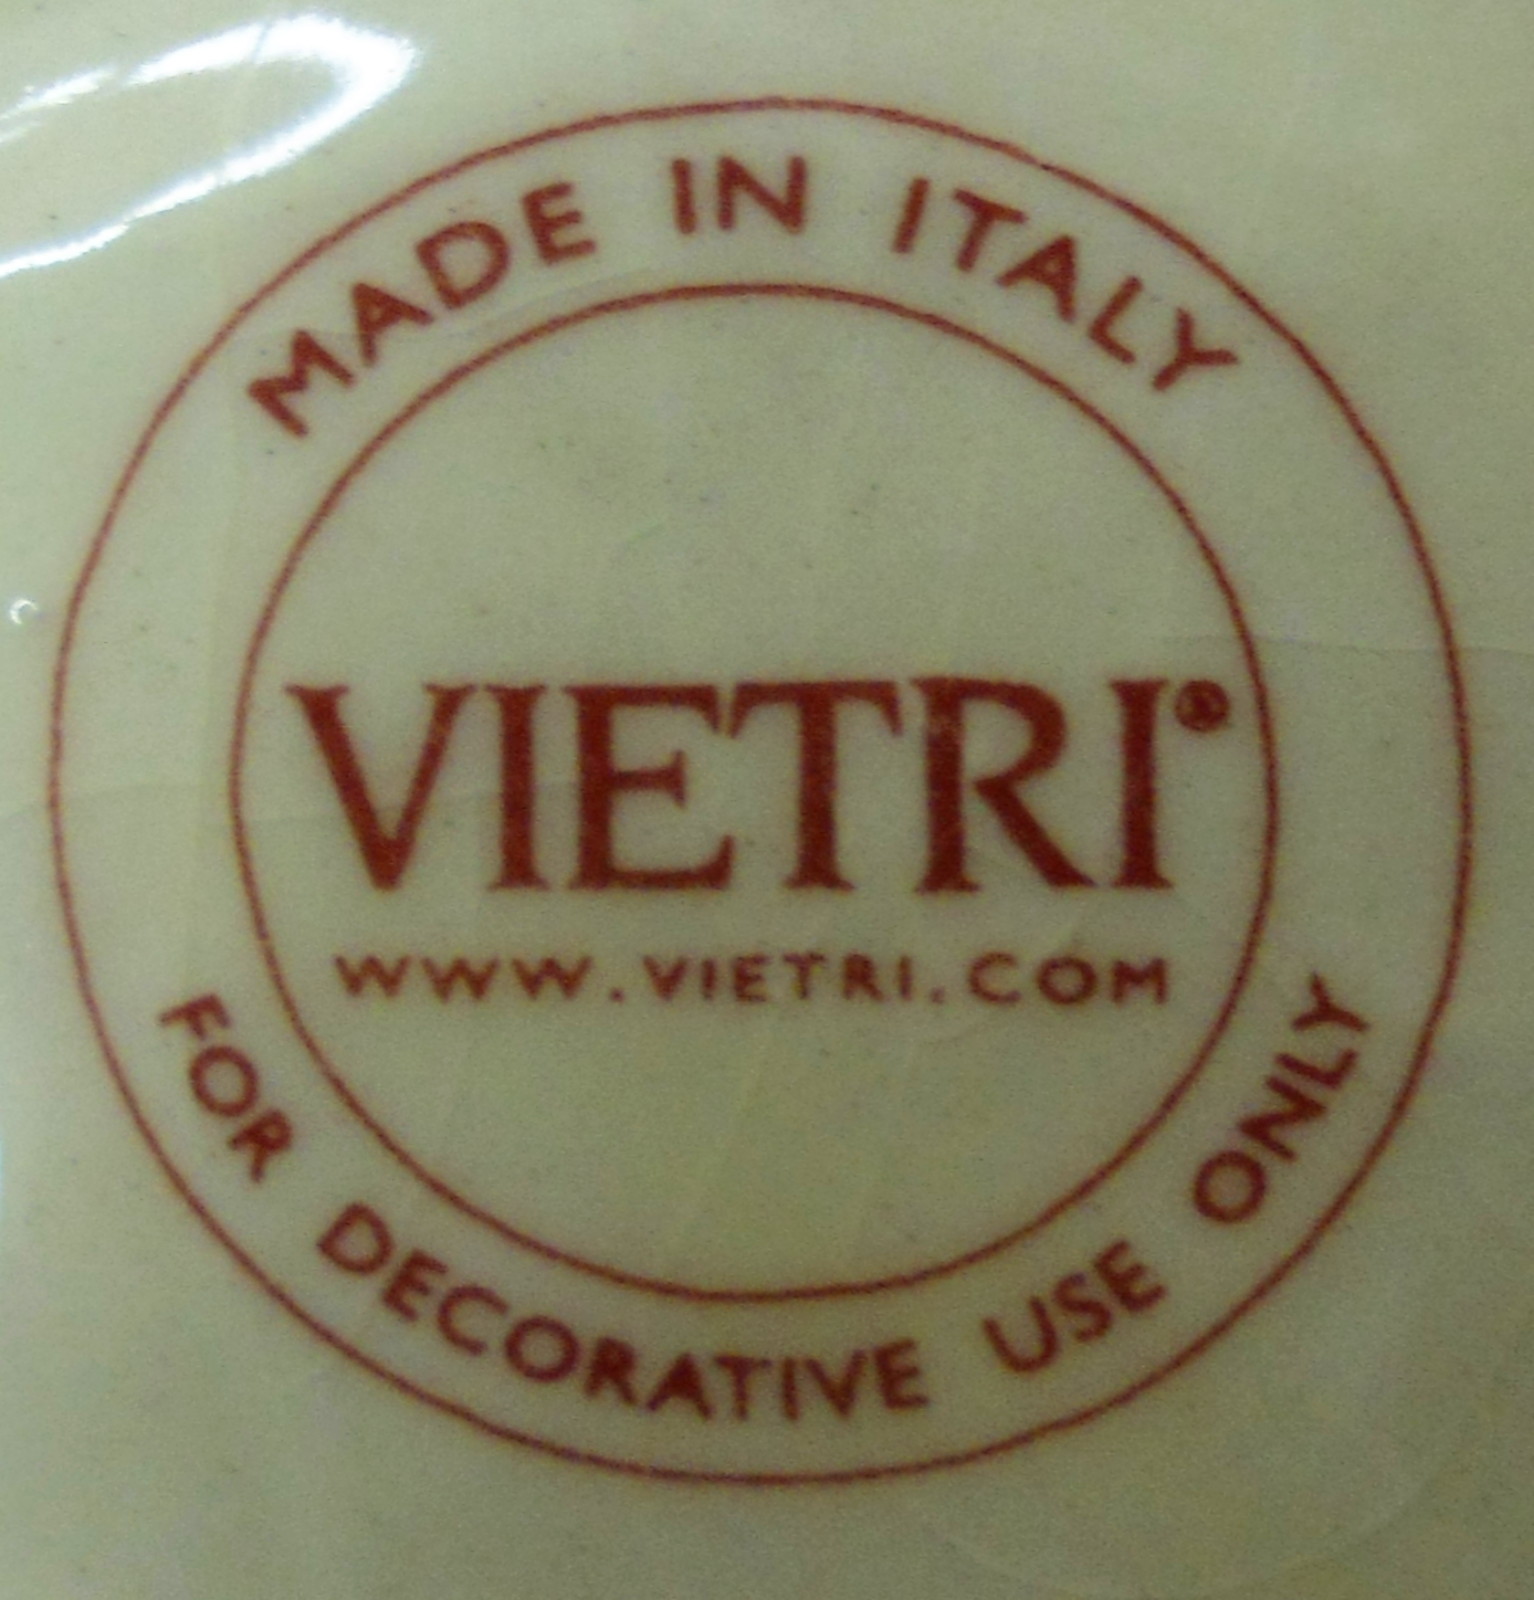 MADE IN ITALY
VIETRI®
WWW.VIETRI.COM
FOR DECORATIVE USE ONLY